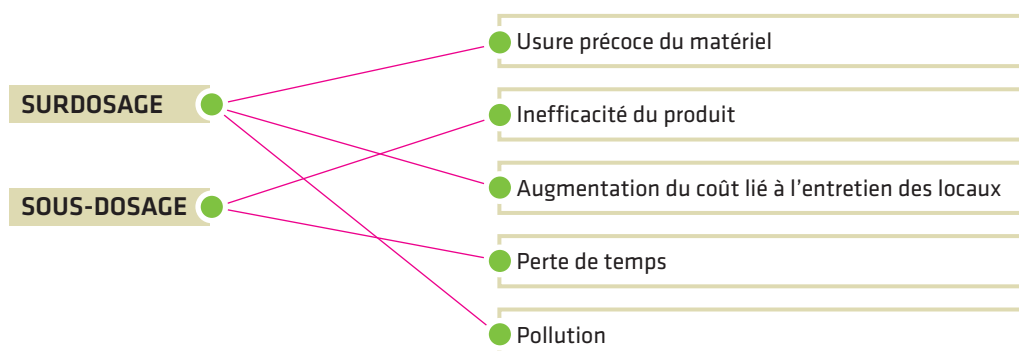 Usure précoce du matériel
SURDOSAGE
Inefficacité du produit
Augmentation du coût lié à l'entretien des locaux
SOUS-DOSAGE
Perte de temps
Pollution